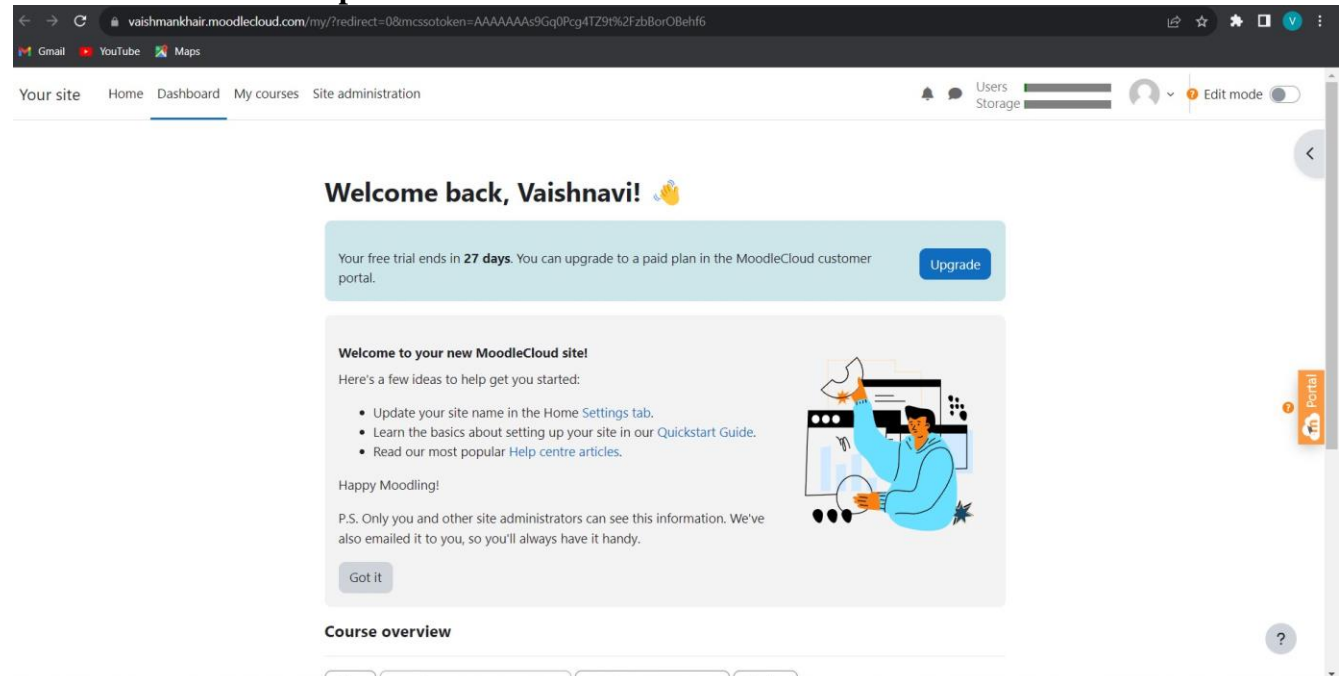 vaishmankhair.moodlecloud.com/my/?redirect=0&mcssotoken=AAAAAAAs9Gq0Pcg4TZ9t%2FzbBorOBehf6
V
Gmail YouTube Maps
Your site Home Dashboard My courses Site administration
Users
Storage
Edit mode
Welcome back, Vaishnavi!
Your free trial ends in 27 days. You can upgrade to a paid plan in the MoodleCloud customer
portal.
Upgrade
Welcome to your new MoodleCloud site!
Here's a few ideas to help get you started:
• Update your site name in the Home Settings tab.
• Learn the basics about setting up your site in our Quickstart Guide.
• Read our most popular Help centre articles.
Happy Moodling!
P.S. Only you and other site administrators can see this information. We've
also emailed it to you, so you'll always have it handy.
Got it
Portal
Course overview
?